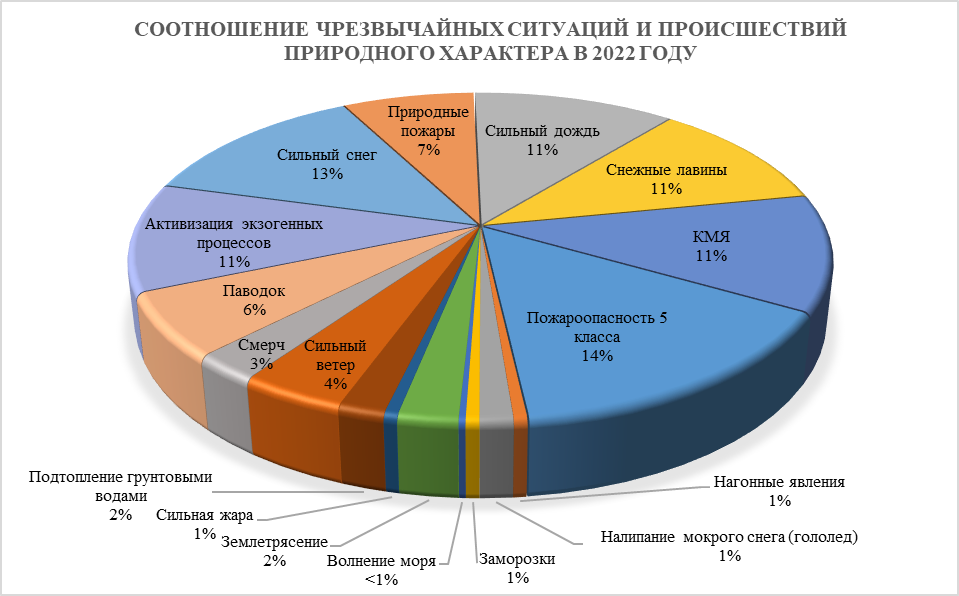 СООТНОШЕНИЕ ЧРЕЗВЫЧАЙНЫХ СИТУАЦИЙ И ПРОИСШЕСТВИЙ
ПРИРОДНОГО ХАРАКТЕРА В 2022 ГОДУ
Природные
пожары
7%
Сильный дождь
11%
Снежные лавины
11%
КМЯ
11%
Пожароопасность 5
класса
14%
Сильный снег
13%
Активизация экзогенных
процессов
11%
Паводок
6%
Смерч
3%
Сильный
ветер
4%
Подтопление грунтовыми
водами
2%
Сильная жара
1%
Землетрясение
2%
Волнение моря
<1%
Заморозки
1%
Налипание мокрого снега (гололед)
1%
Нагонные явления
1%